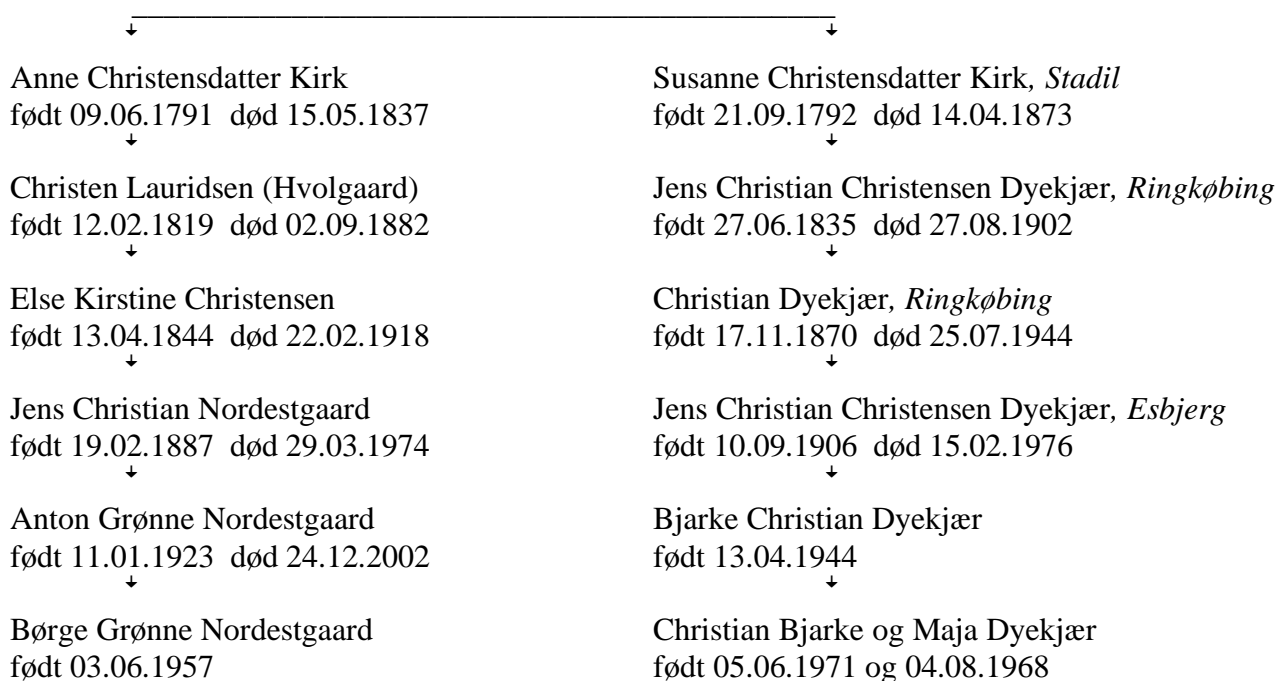 Anne Christensdatter Kirk
født 09.06.1791 død 15.05.1837
Christen Lauridsen (Hvolgaard)
født 12.02.1819 død 02.09.1882
Else Kirstine Christensen
født 13.04.1844 død 22.02.1918
Jens Christian Nordestgaard
født 19.02.1887 død 29.03.1974
Anton Grønne Nordestgaard
født 11.01.1923 død 24.12.2002
Børge Grønne Nordestgaard
født 03.06.1957
Susanne Christensdatter Kirk, Stadil
født 21.09.1792 død 14.04.1873
Jens Christian Christensen Dyekjær, Ringkøbing
født 27.06.1835 død 27.08.1902
Christian Dyekjær, Ringkøbing
født 17.11.1870 død 25.07.1944
Jens Christian Christensen Dyekjær, Esbjerg
født 10.09.1906 død 15.02.1976
Bjarke Christian Dyekjær
født 13.04.1944
Christian Bjarke og Maja Dyekjær
født 05.06.1971 og 04.08.1968